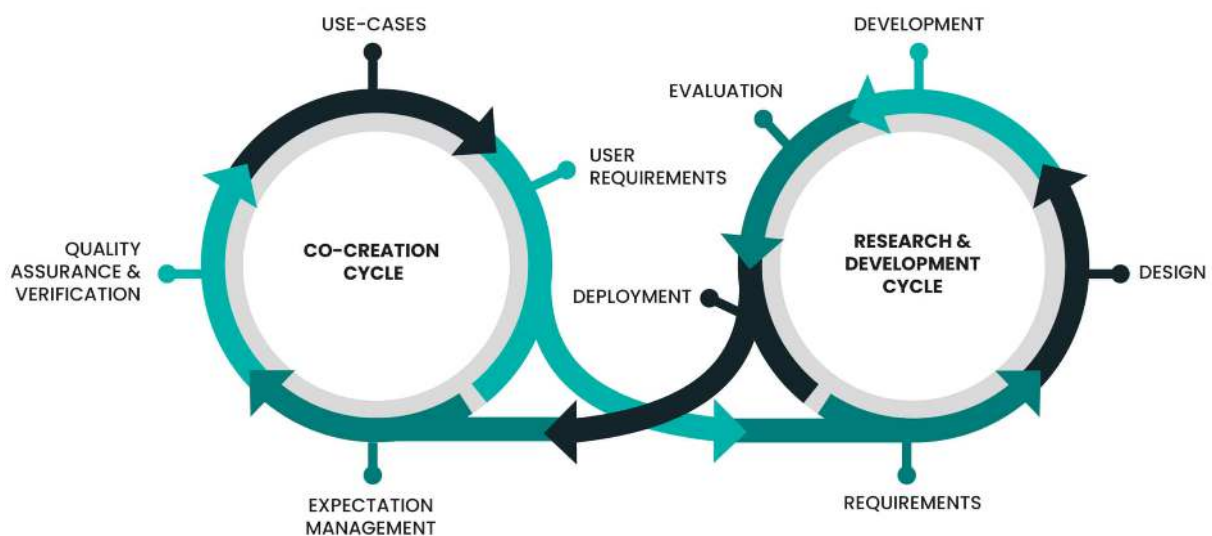 USE-CASES
DEVELOPMENT
EVALUATION
USER
REQUIREMENTS
QUALITY
ASSURANCE &
VERIFICATION
CO-CREATION
CYCLE
RESEARCH &
DEVELOPMENT
CYCLE
DESIGN
DEPLOYMENT
EXPECTATION
MANAGEMENT
REQUIREMENTS